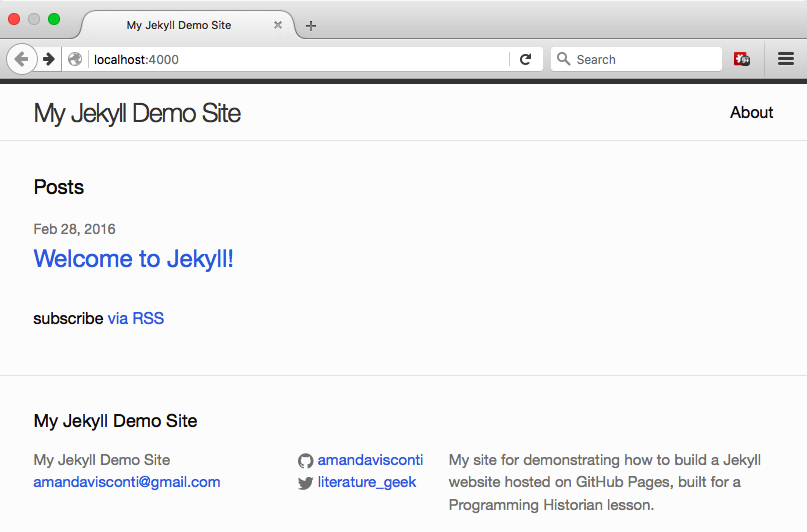 My Jekyll Demo Site
localhost:4000
Search
9+
My Jekyll Demo Site
About
Posts
Feb 28, 2016
Welcome to Jekyll!
subscribe via RSS
My Jekyll Demo Site
My Jekyll Demo Site
amandavisconti@gmail.com
amandavisconti
literature_geek
My site for demonstrating how to build a Jekyll
website hosted on GitHub Pages, built for a
Programming Historian lesson.